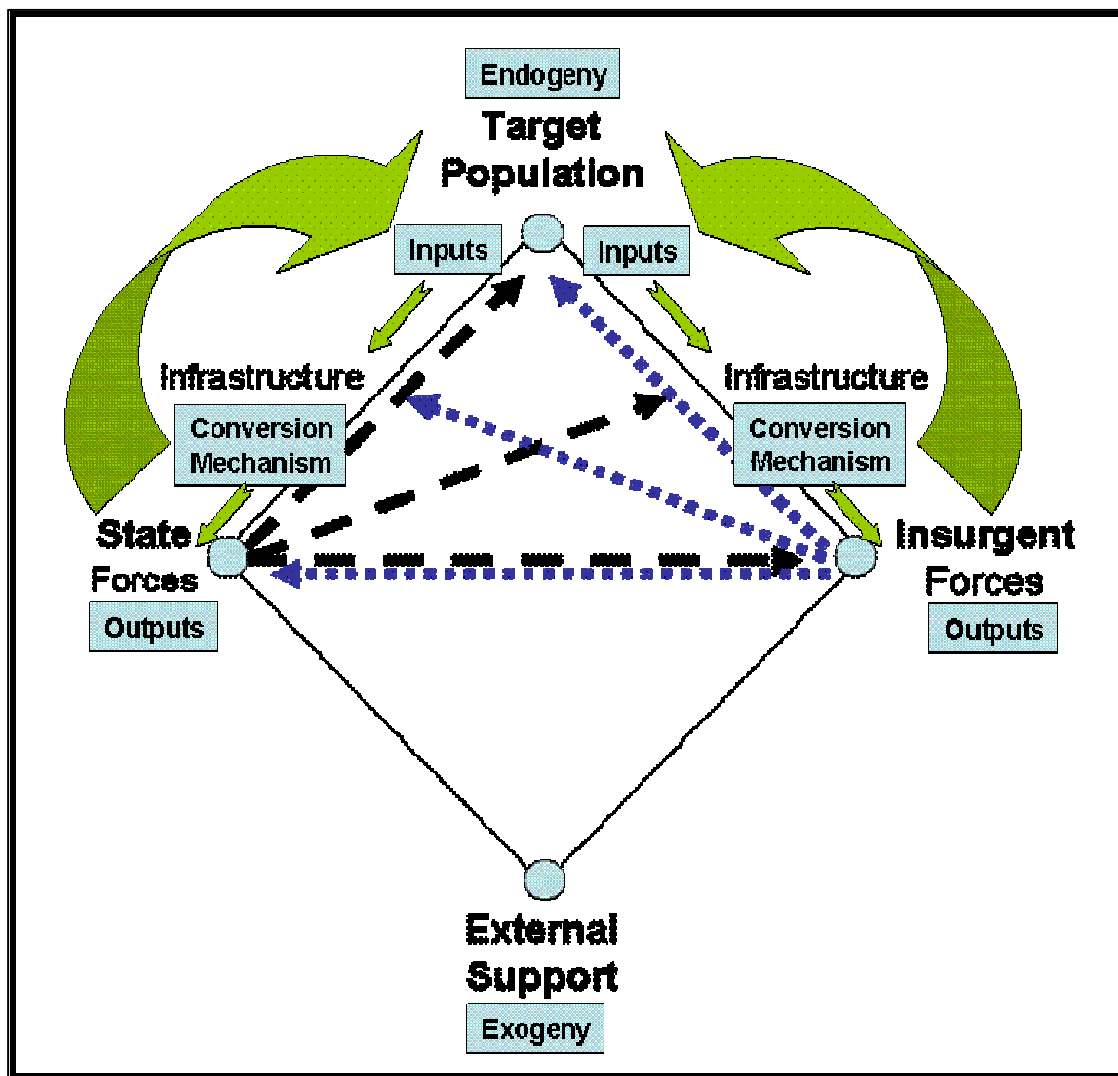 Endogeny
Target
Population
Inputs
Inputs
Infrastructure
Infrastructure
Conversion
Mechanism
Conversion
Mechanism
State
Forces
Outputs
Insurgent
Forces
Outputs
External
Support
Exogeny